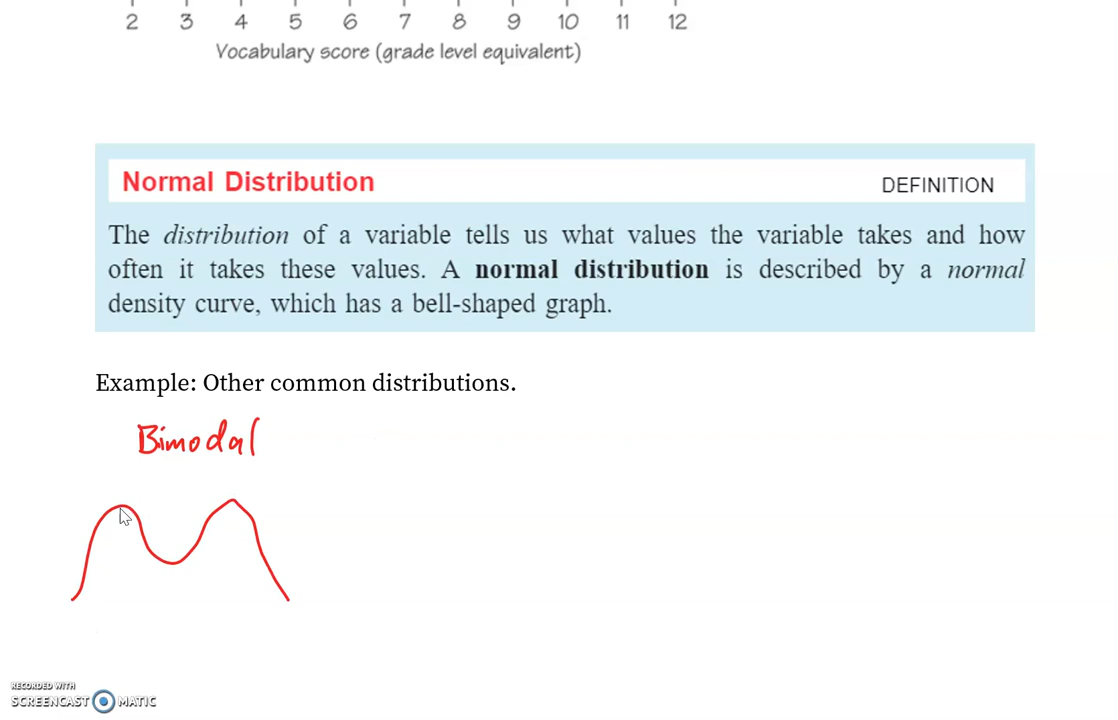 2 3 4 5 6 7 8 9 10 11 12
Vocabulary score (grade level equivalent)
Normal Distribution DEFINITION
The distribution of a variable tells us what values the variable takes and how
often it takes these values. A normal distribution is described by a normal
density curve, which has a bell-shaped graph.
Example: Other common distributions.
Bimodal
RECORDED WITH
SCREENCAST MATIC